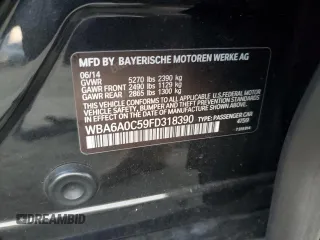 MFD BY BAYERISCHE MOTOREN WERKE AG
06/14
GVWR 5270 lbs 2390 kg
GAWR FRONT 2490 lbs 1129 kg
GAWR REAR 2865 lbs 1300 kg
THIS VEHICLE CONFORMS TO ALL APPLICABLE
U.S. FEDERAL MOTOR VEHICLE SAFETY,
BUMPER, AND THEFT PREVENTION
STANDARDS IN EFFECT ON THE DATE OF
MANUFACTURE SHOWN ABOVE.
WBA6A0C59FD318390 TYPE: PASSENGER CAR
4759
DREAMBID